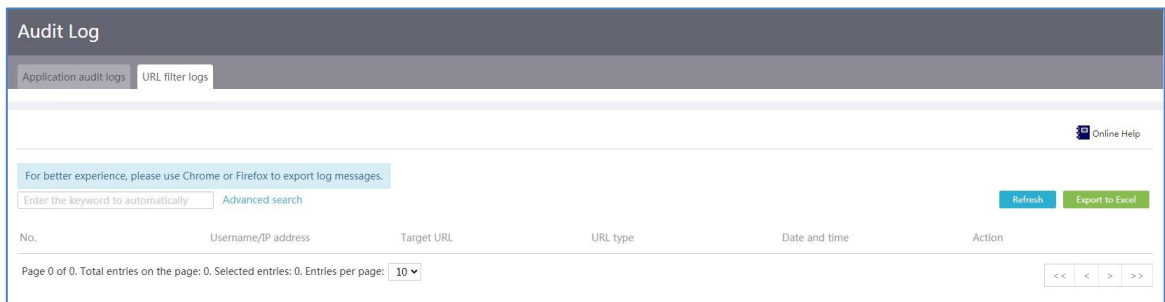 Audit Log
Application audit logs URL filter logs
Online Help
For better experience, please use Chrome or Firefox to export log messages.
Enter the keyword to automatically Advanced search Refresh Export to Excel
No. Username/IP address Target URL URL type Date and time Action
Page 0 of 0. Total entries on the page: 0. Selected entries: 0. Entries per page: 10
<< < > >>